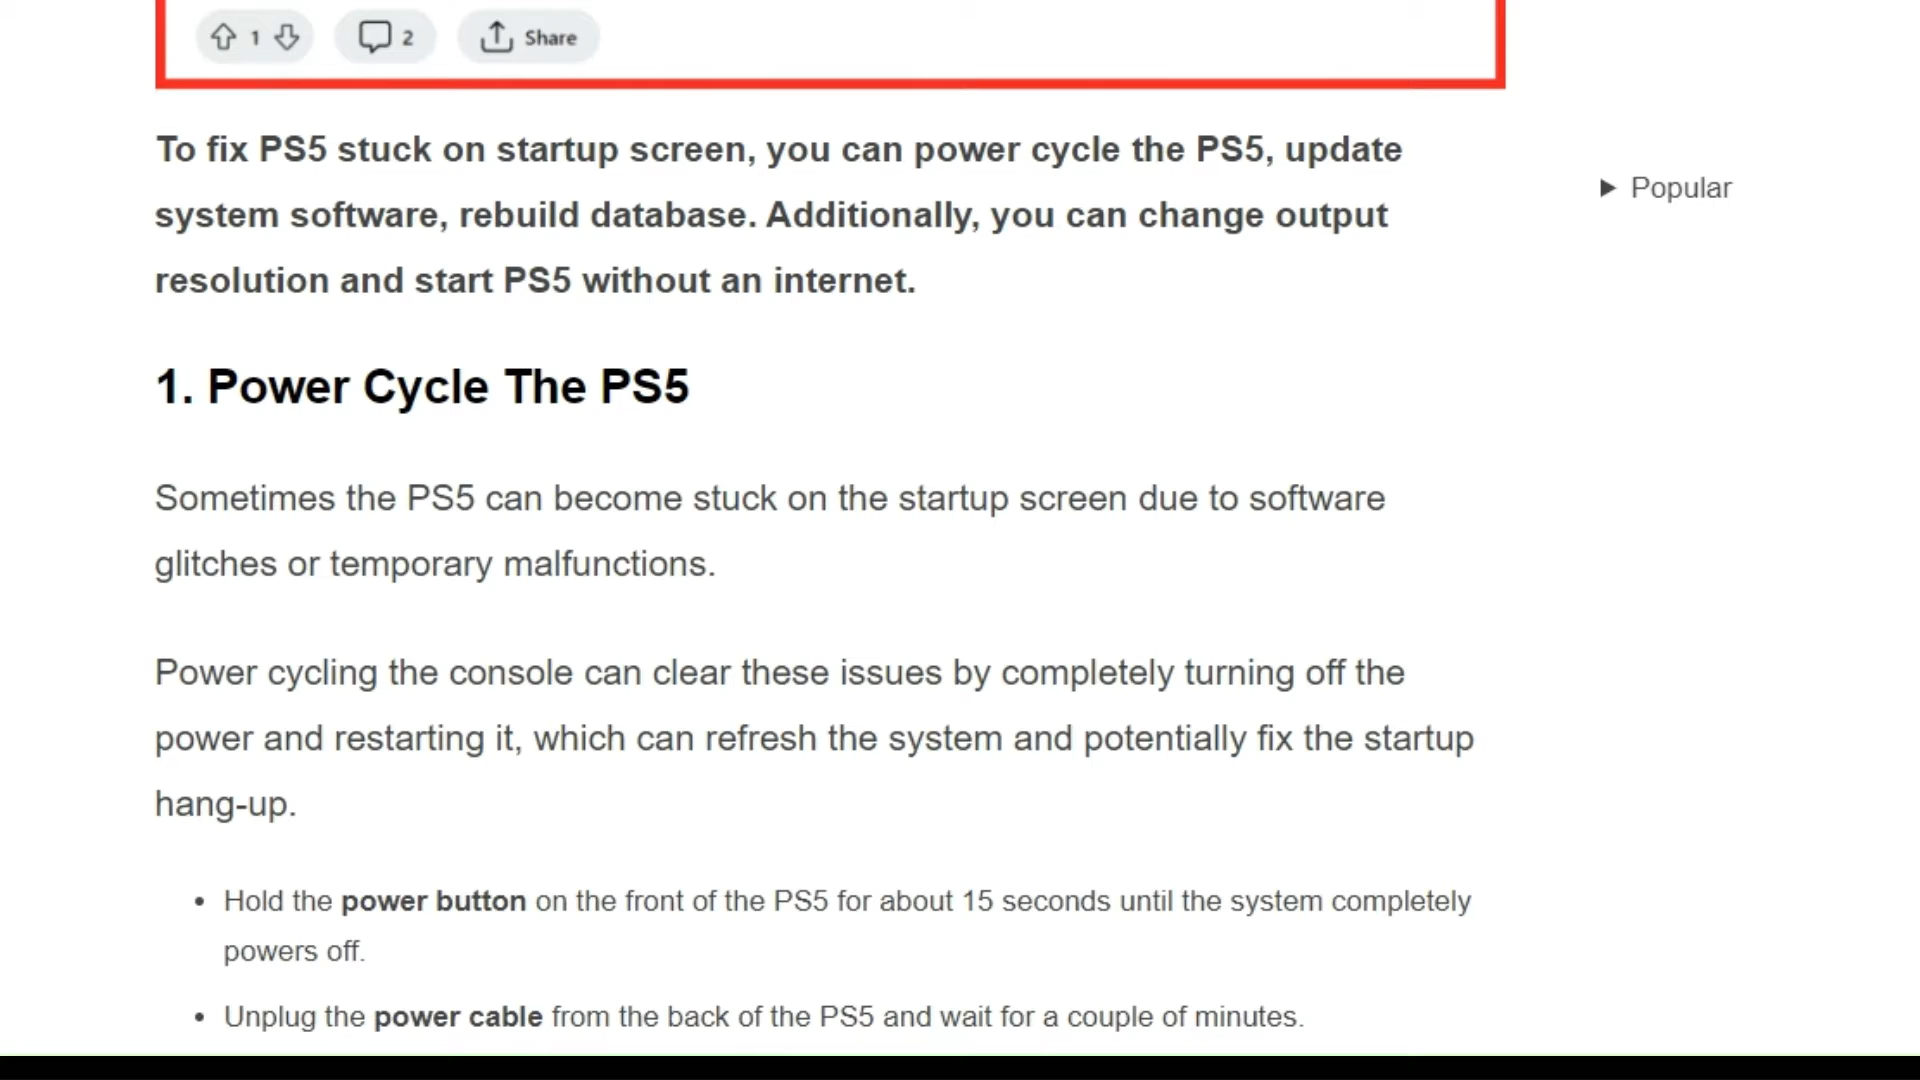 1
2
Share
To fix PS5 stuck on startup screen, you can power cycle the PS5, update
system software, rebuild database. Additionally, you can change output
resolution and start PS5 without an internet.
Popular
1. Power Cycle The PS5
Sometimes the PS5 can become stuck on the startup screen due to software
glitches or temporary malfunctions.
Power cycling the console can clear these issues by completely turning off the
power and restarting it, which can refresh the system and potentially fix the startup
hang-up.
• Hold the power button on the front of the PS5 for about 15 seconds until the system completely
powers off.
• Unplug the power cable from the back of the PS5 and wait for a couple of minutes.